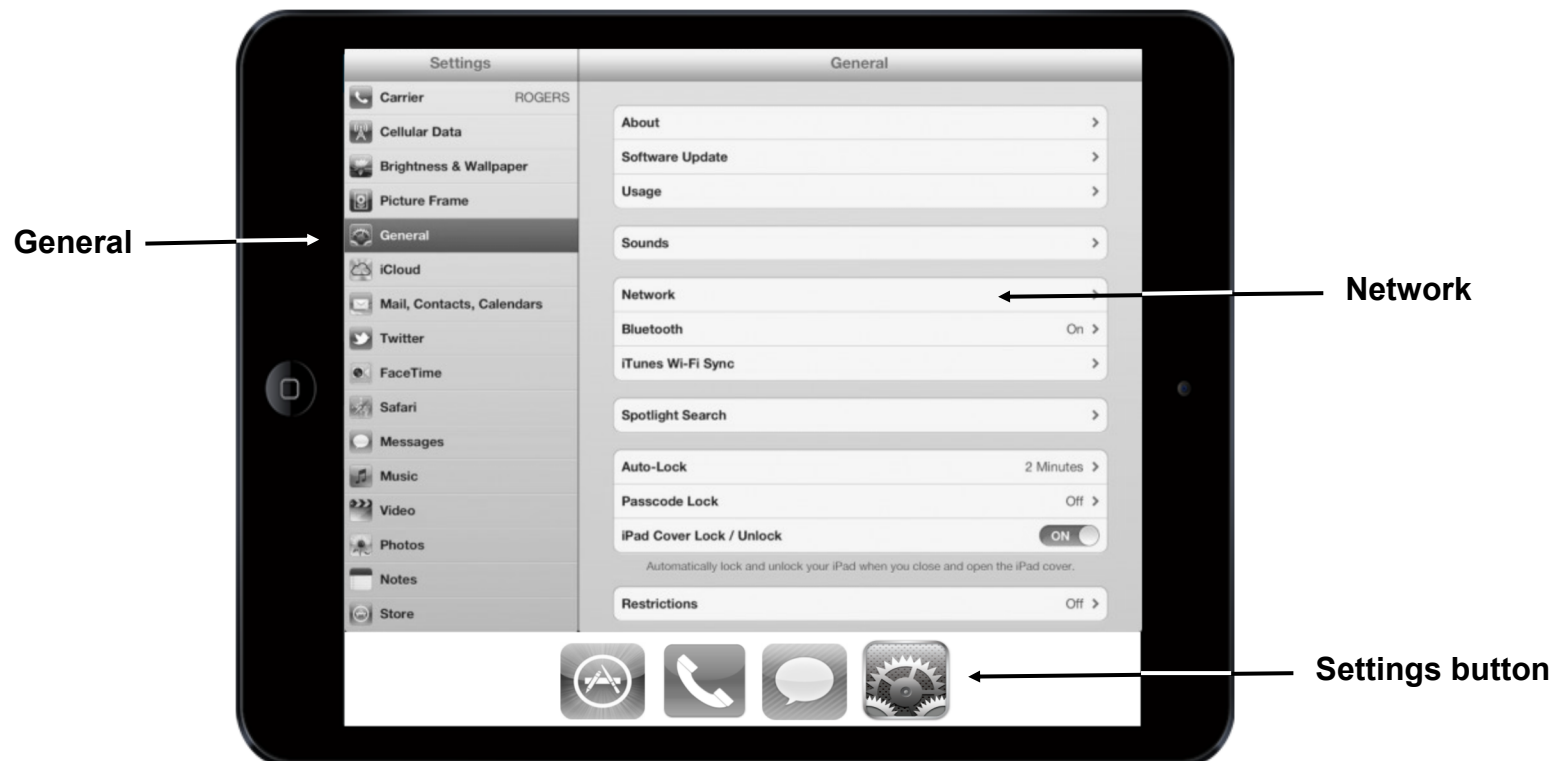 Settings
General
Carrier ROGERS
Cellular Data
Brightness & Wallpaper
Picture Frame
General
iCloud
Mail, Contacts, Calendars
Twitter
FaceTime
Safari
Messages
Music
Video
Photos
Notes
Store
About
Software Update
Usage
Sounds
Network
Bluetooth On
iTunes Wi-Fi Sync
Spotlight Search
Auto-Lock 2 Minutes
Passcode Lock Off
iPad Cover Lock / Unlock ON
Automatically lock and unlock your iPad when you close and open the iPad cover.
Restrictions Off
General
Network
Settings button